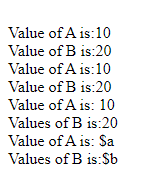 Value of A is:10
Value of B is:20
Value of A is:10
Value of B is:20
Value of A is: 10
Values of B is:20
Value of A is: $a
Values of B is:$b